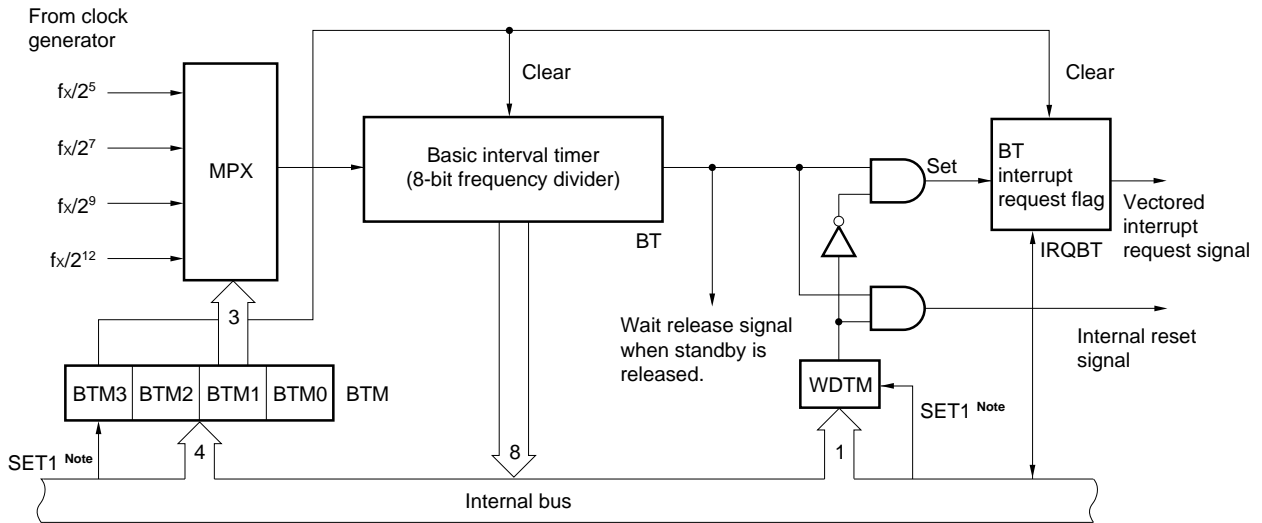 From clock
generator
fx/2⁵
fx/2⁷
fx/2⁹
fx/2¹²
MPX
3
Clear
Basic interval timer
(8-bit frequency divider)
BT
Wait release signal
when standby is
released.
Set
Clear
BT
interrupt
request flag
IRQBT
Vectored
interrupt
request signal
Internal reset
signal
WDTM
SET1 Note
BTM3 BTM2 BTM1 BTM0 BTM
SET1 Note
4
8
1
Internal bus